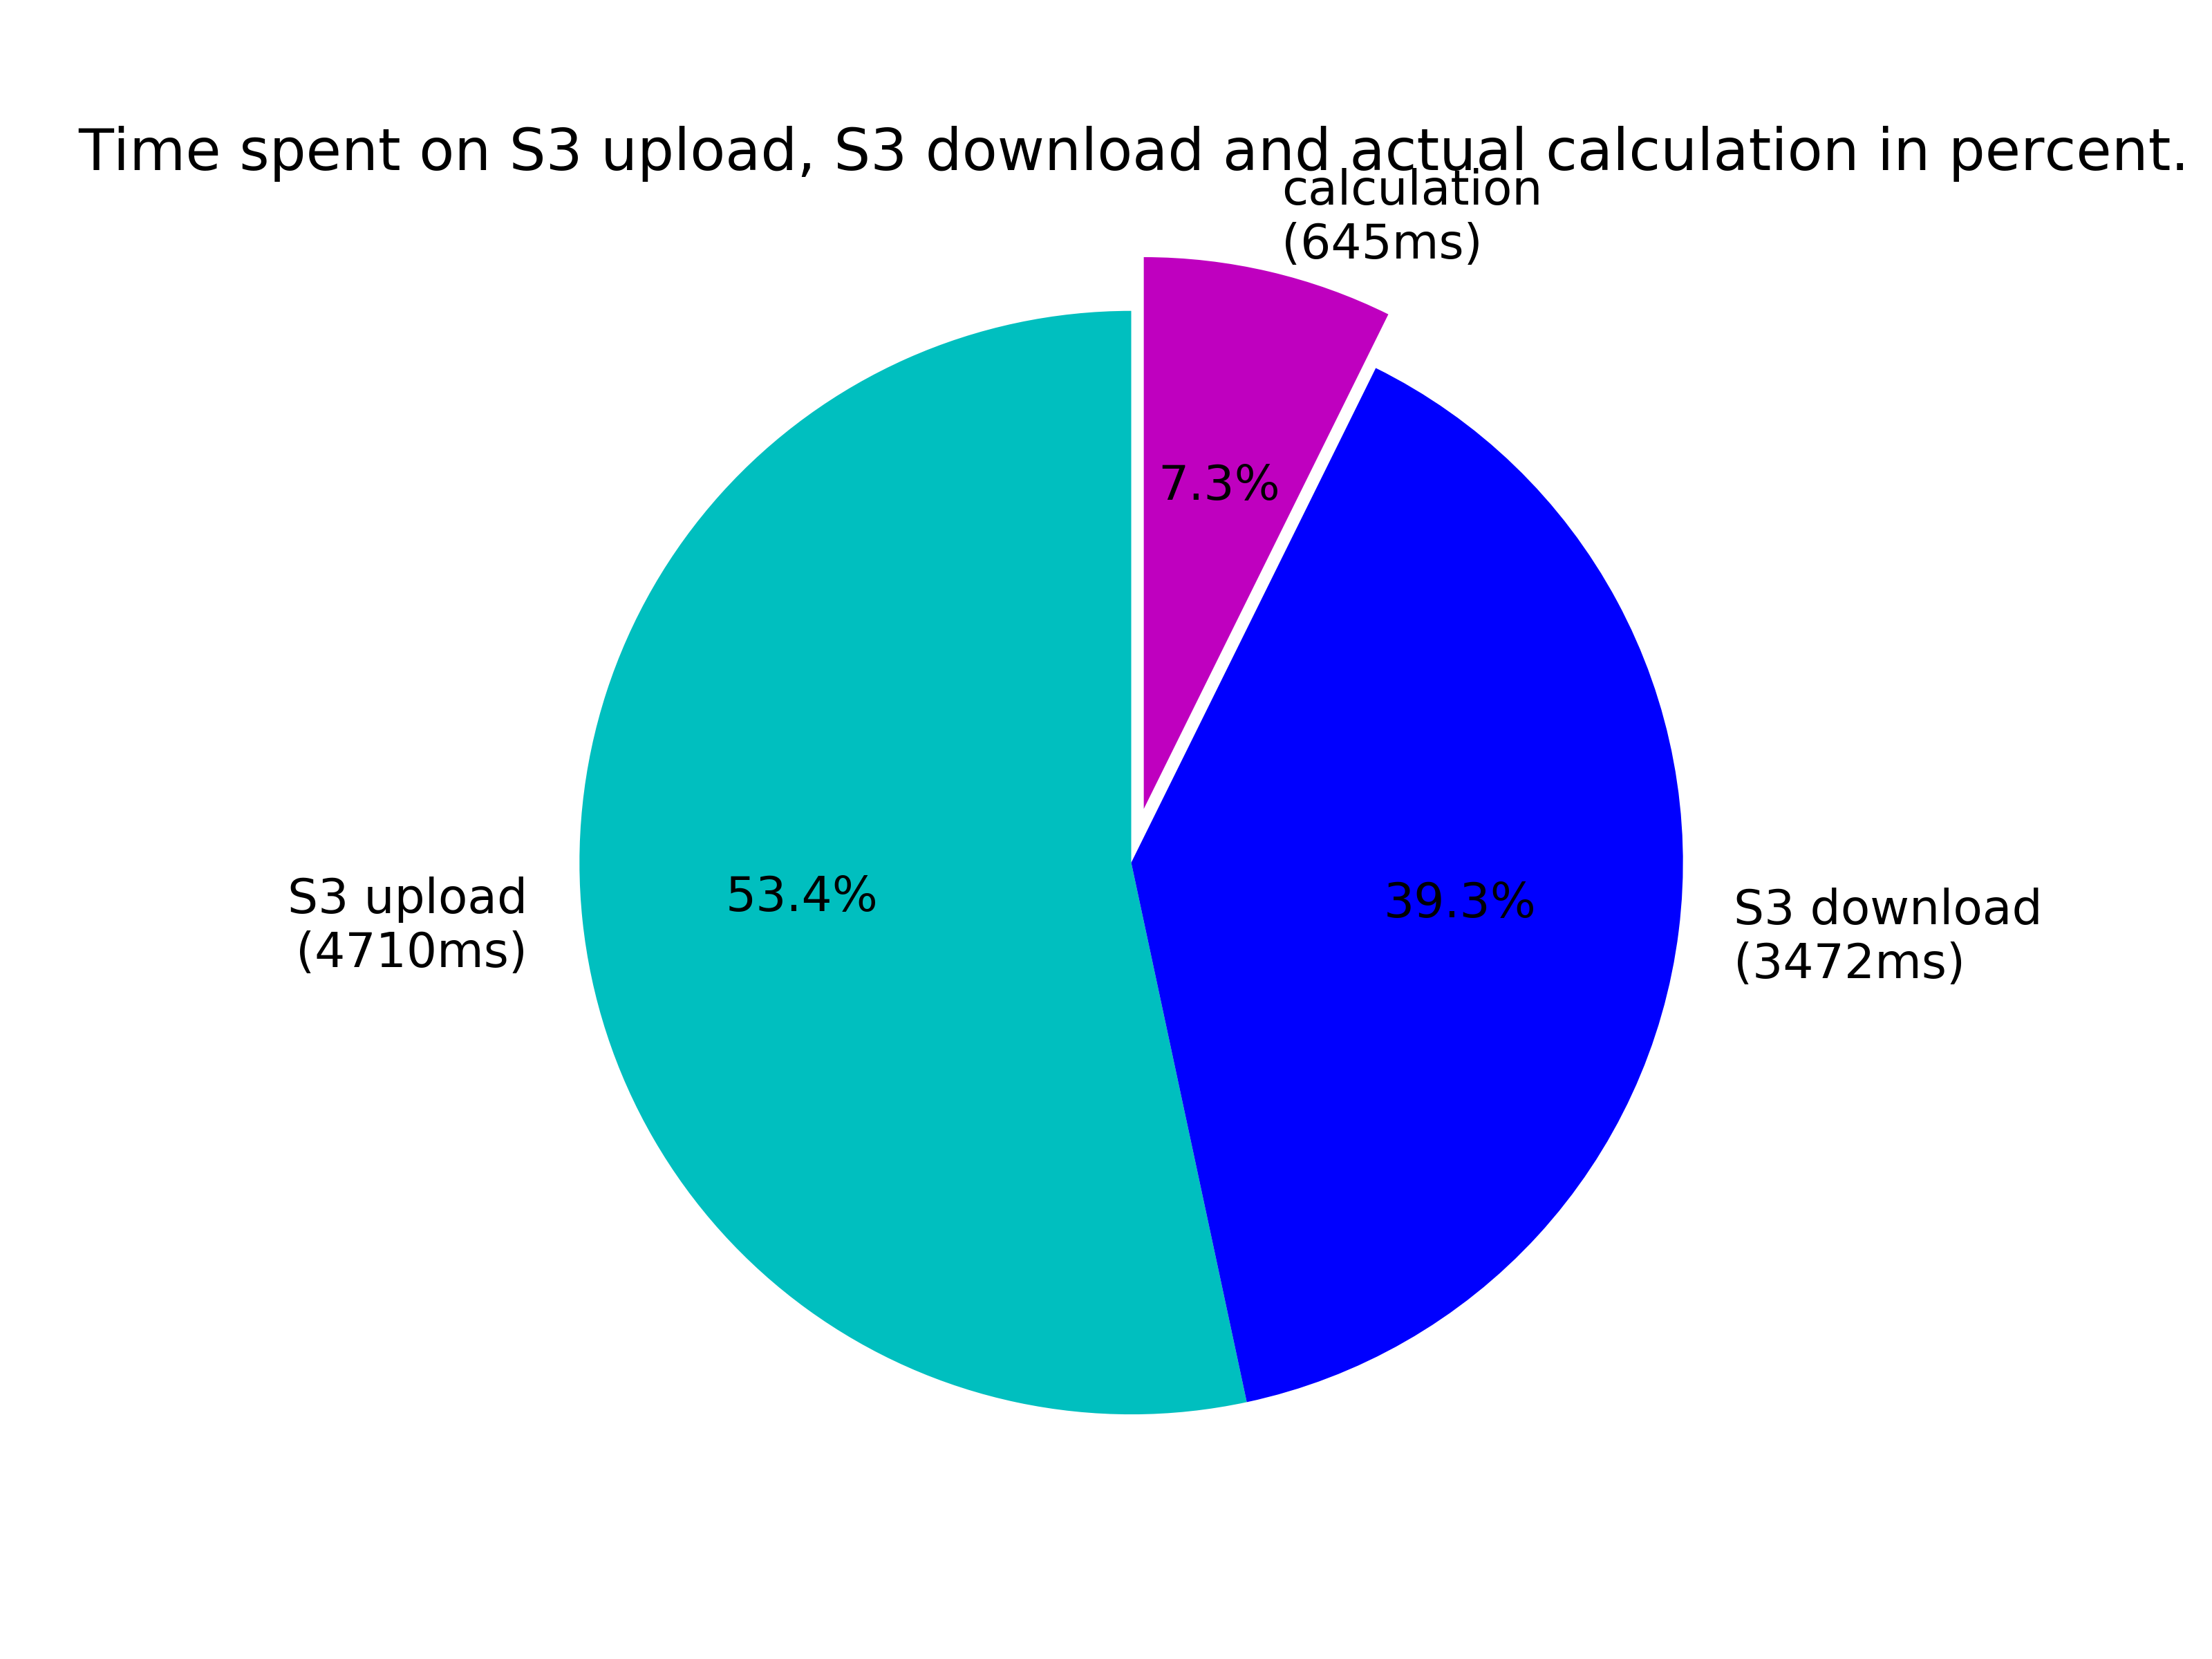 Time spent on S3 upload, S3 download and actual calculation in percent.
calculation
(645ms)
7.3%
53.4%
39.3%
S3 upload
(4710ms)
S3 download
(3472ms)